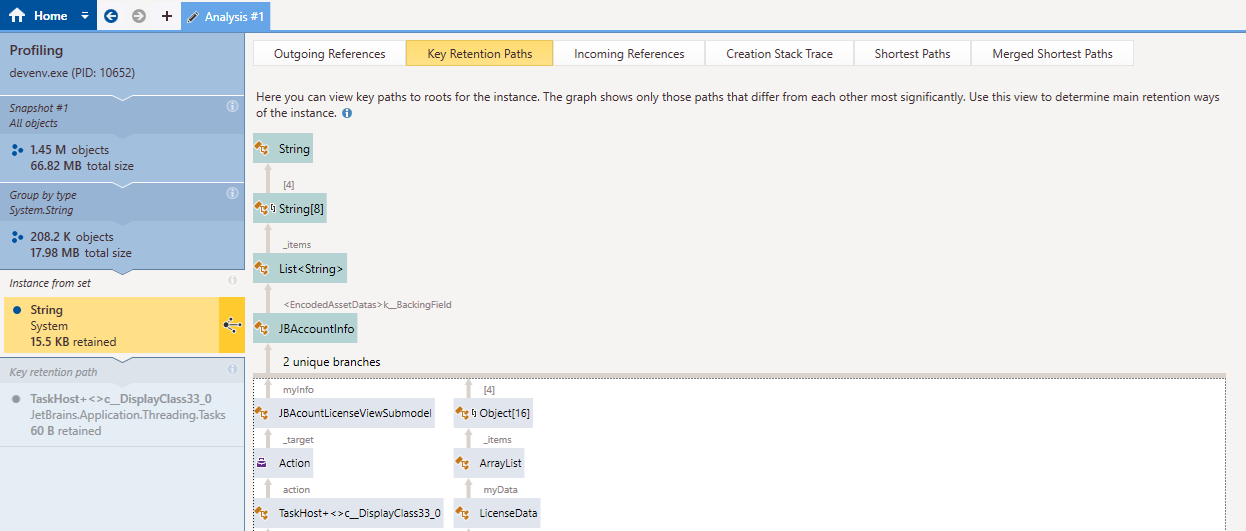 Home
Analysis #1
Profiling
devenv.exe (PID: 10652)
Snapshot #1
All objects
1.45 M objects
66.82 MB total size
Group by type
System.String
208.2 K objects
17.98 MB total size
Instance from set
String
System
15.5 KB retained
Key retention path
TaskHost+<>c__DisplayClass33_0
JetBrains.Application.Threading.Tasks
60 B retained
Outgoing References
Key Retention Paths
Incoming References
Creation Stack Trace
Shortest Paths
Merged Shortest Paths
Here you can view key paths to roots for the instance. The graph shows only those paths that differ from each other most significantly. Use this view to determine main retention ways
of the instance.
String
[4]
String[8]
_items
List<String>
<EncodedAssetDatas>k__BackingField
JBAccountInfo
2 unique branches
myInfo
JBAcountLicenseViewSubmodel
_target
Action
action
TaskHost+<>c__DisplayClass33_0
[4]
Object[16]
_items
ArrayList
myData
LicenseData